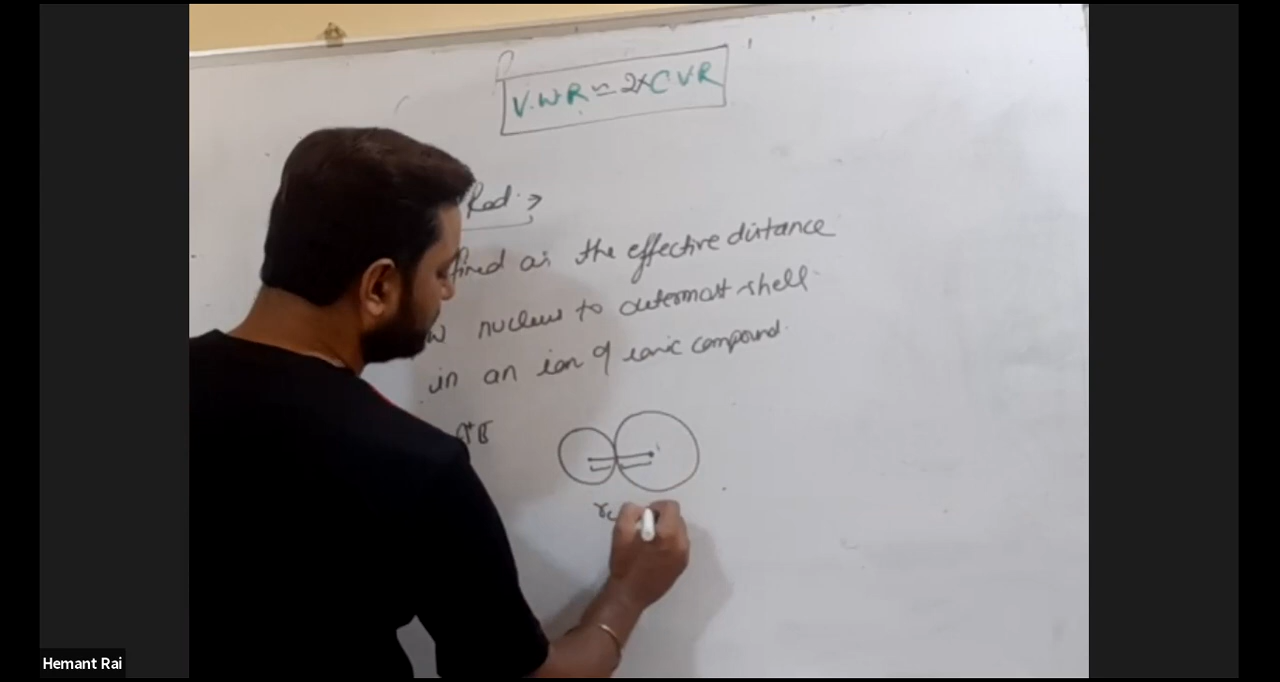 V.W R ≃ 2×C V R
Rad. →
fined as the effective distance
nucleus to outermost shell
in an ion of ionic compound.
A⁺B
rc
Hemant Rai